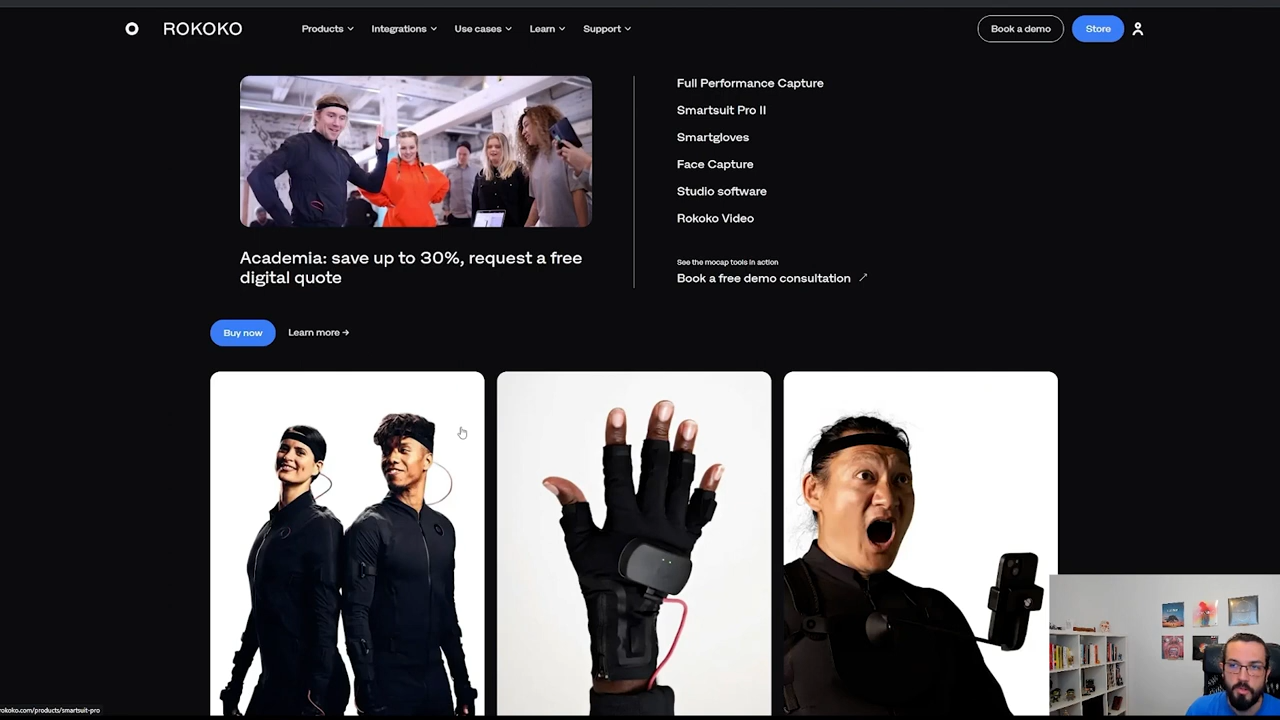 ROKOKO
Products
Integrations
Use cases
Learn
Support
Book a demo
Store
Academia: save up to 30%, request a free
digital quote
Full Performance Capture
Smartsuit Pro II
Smartgloves
Face Capture
Studio software
Rokoko Video
See the mocap tools in action
Book a free demo consultation
Buy now
Learn more →
rokoko.com/products/smartsuit-pro